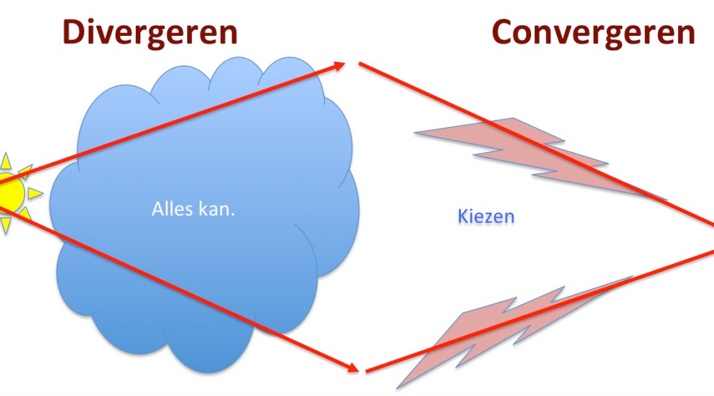 Divergeren
Convergeren
Alles kan.
Kiezen